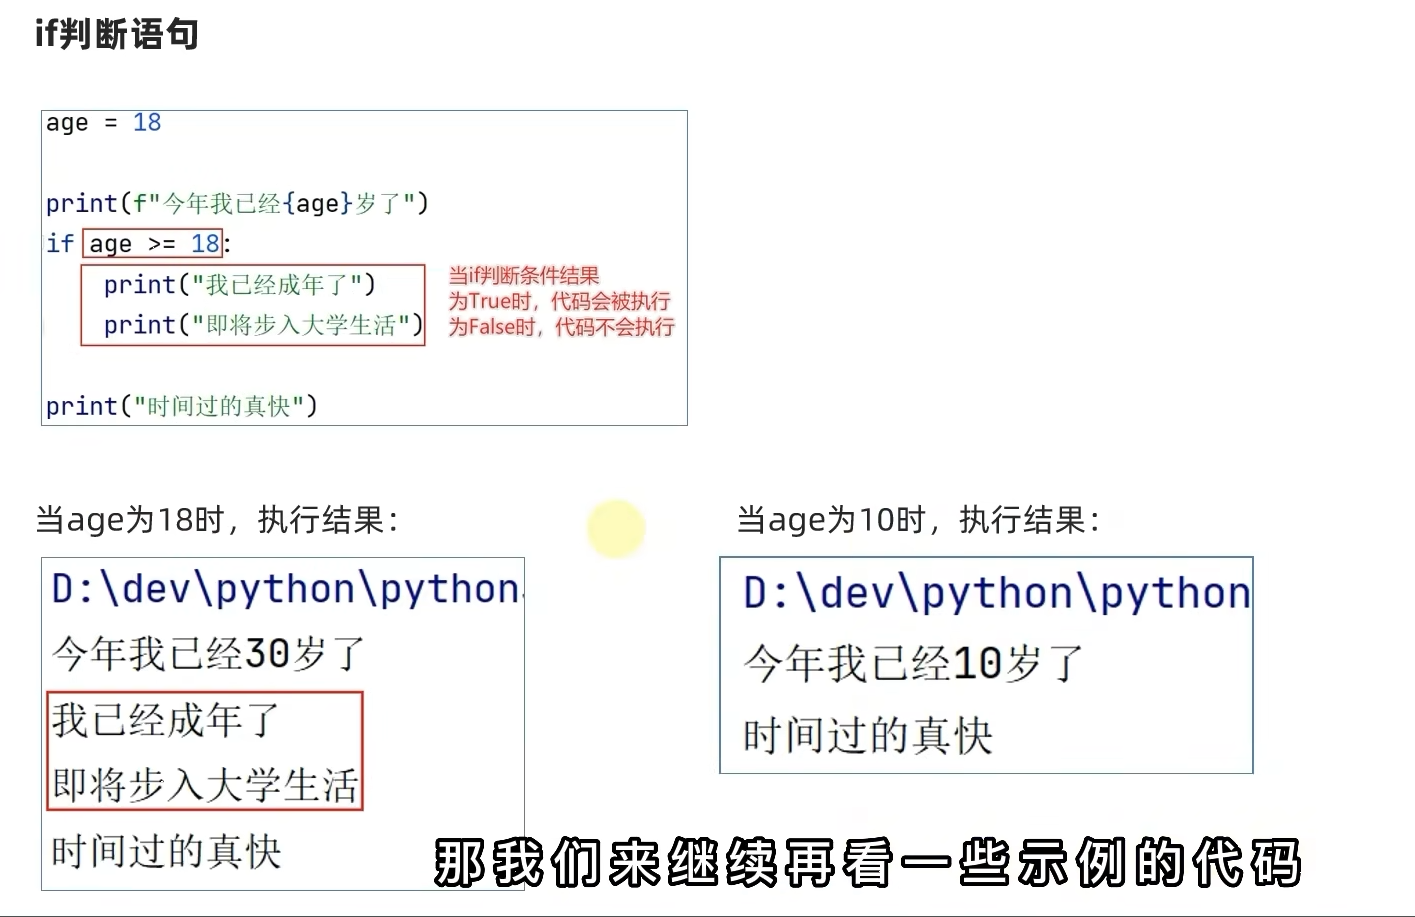 if判断语句
age = 18
print(f"今年我已经{age}岁了")
if age >= 18:
print("我已经成年了")
print("即将步入大学生活")
当if判断条件结果
为True时，代码会被执行
为False时，代码不会执行
print("时间过的真快")
当age为18时，执行结果：
D:\dev\python\python
今年我已经30岁了
我已经成年了
即将步入大学生活
时间过的真快
当age为10时，执行结果：
D:\dev\python\python
今年我已经10岁了
时间过的真快
那我们来继续再看一些示例的代码